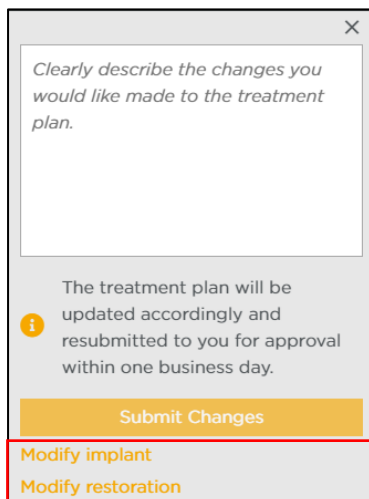 Clearly describe the changes you
would like made to the treatment
plan.
The treatment plan will be
updated accordingly and
resubmitted to you for approval
within one business day.
Submit Changes
Modify implant
Modify restoration